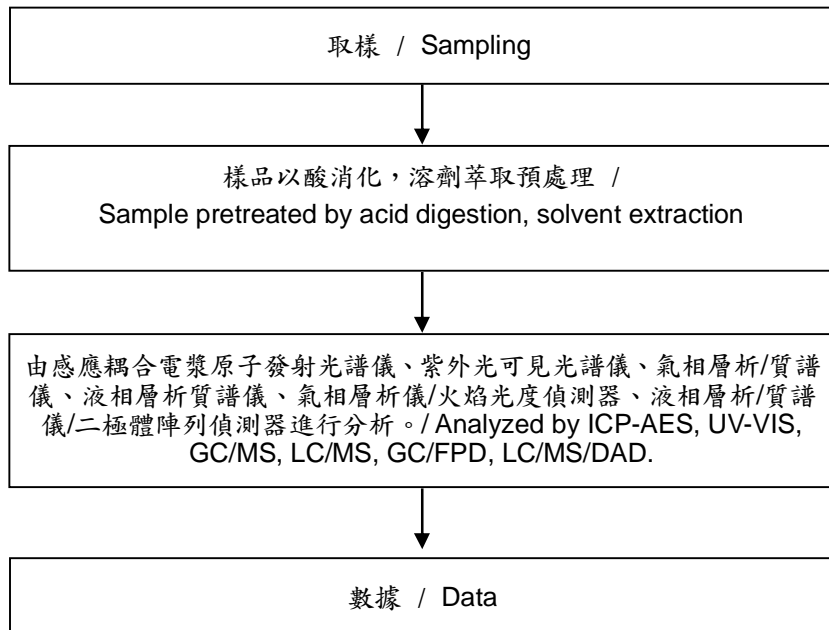 取樣 / Sampling
樣品以酸消化，溶劑萃取預處理 /
Sample pretreated by acid digestion, solvent extraction
由感應耦合電漿原子發射光譜儀、紫外光可見光譜儀、氣相層析/質譜
儀、液相層析質譜儀、氣相層析儀/火焰光度偵測器、液相層析/質譜
儀/二極體陣列偵測器進行分析。/ Analyzed by ICP-AES, UV-VIS,
GC/MS, LC/MS, GC/FPD, LC/MS/DAD.
數據 / Data